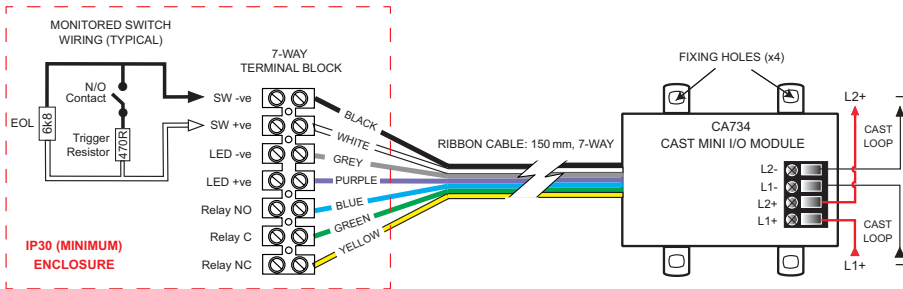 MONITORED SWITCH
WIRING (TYPICAL)
N/O
Contact
EOL
6k8
Trigger
Resistor
470R
IP30 (MINIMUM)
ENCLOSURE
7-WAY
TERMINAL BLOCK
SW -ve
SW +ve
LED -ve
LED +ve
Relay NO
Relay C
Relay NC
BLACK
WHITE
GREY
PURPLE
BLUE
GREEN
YELLOW
RIBBON CABLE: 150 mm, 7-WAY
FIXING HOLES (x4)
CA734
CAST MINI I/O MODULE
L2-
L1-
L2+
L1+
L2+
CAST
LOOP
CAST
LOOP
L1+